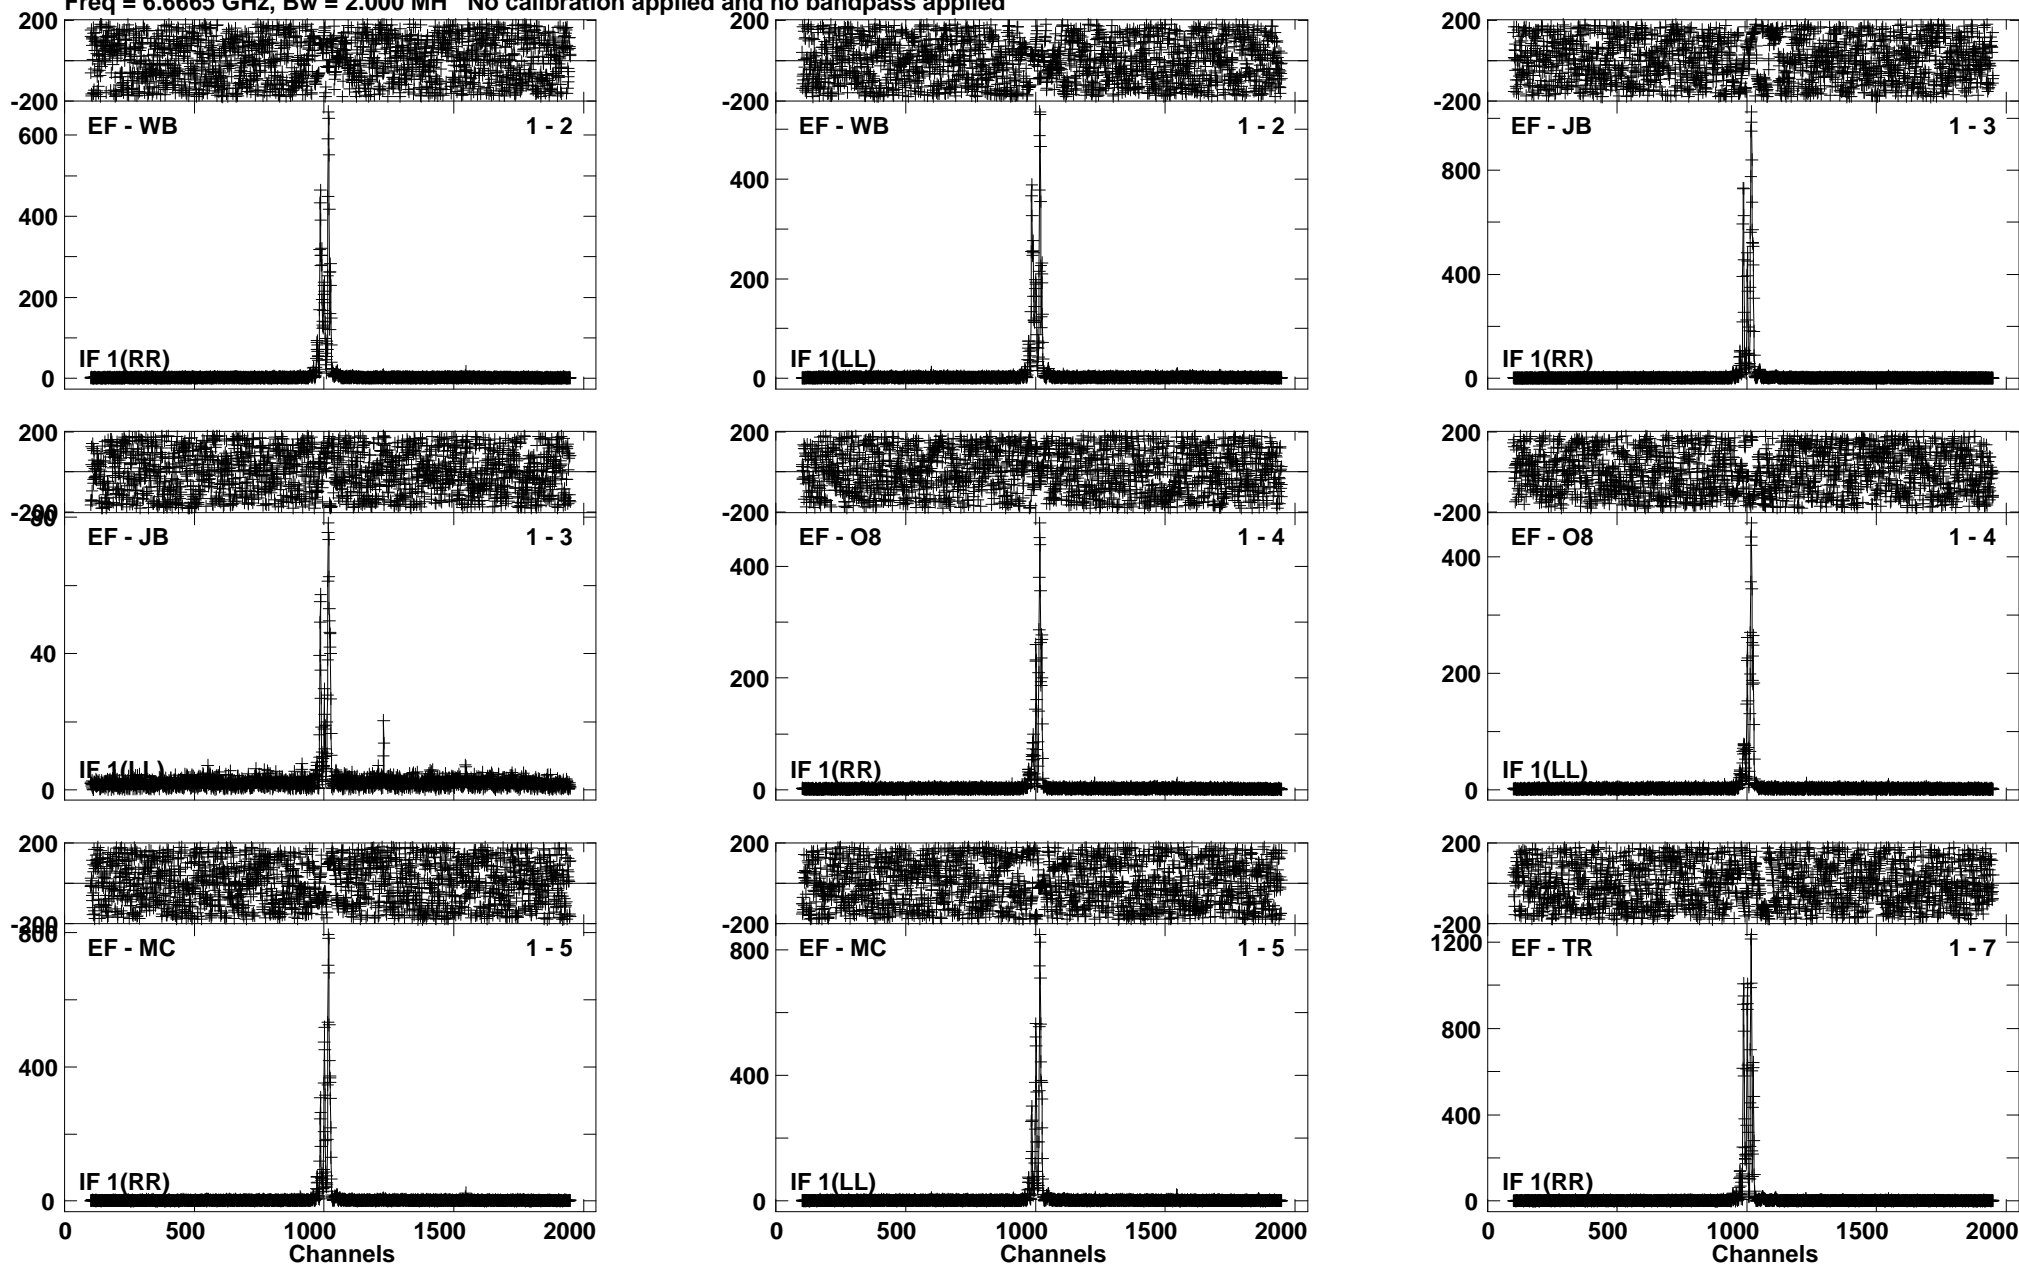 Freq = 6.6665 GHz, Bw = 2.000 MH No calibration applied and no bandpass applied
200
-200
600
400
200
0
EF - WB 1 - 2
IF 1(RR)
200
-200
400
200
0
EF - WB 1 - 2
IF 1(LL)
200
-200
800
400
0
EF - JB 1 - 3
IF 1(RR)
200
-200
80
40
0
EF - JB 1 - 3
IF 1(LL)
200
-200
400
200
0
EF - O8 1 - 4
IF 1(RR)
200
-200
400
200
0
EF - O8 1 - 4
IF 1(LL)
200
-200
800
400
0
EF - MC 1 - 5
IF 1(RR)
0 500 1000 1500 2000
Channels
200
-200
800
400
0
EF - MC 1 - 5
IF 1(LL)
0 500 1000 1500 2000
Channels
200
-200
1200
800
400
0
EF - TR 1 - 7
IF 1(RR)
0 500 1000 1500 2000
Channels